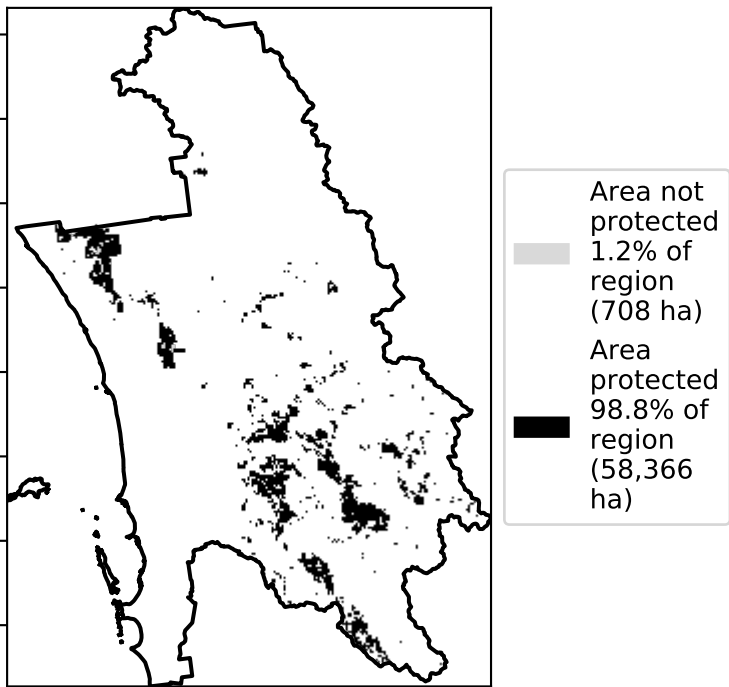 Area not
protected
1.2% of
region
(708 ha)
Area
protected
98.8% of
region
(58,366
ha)